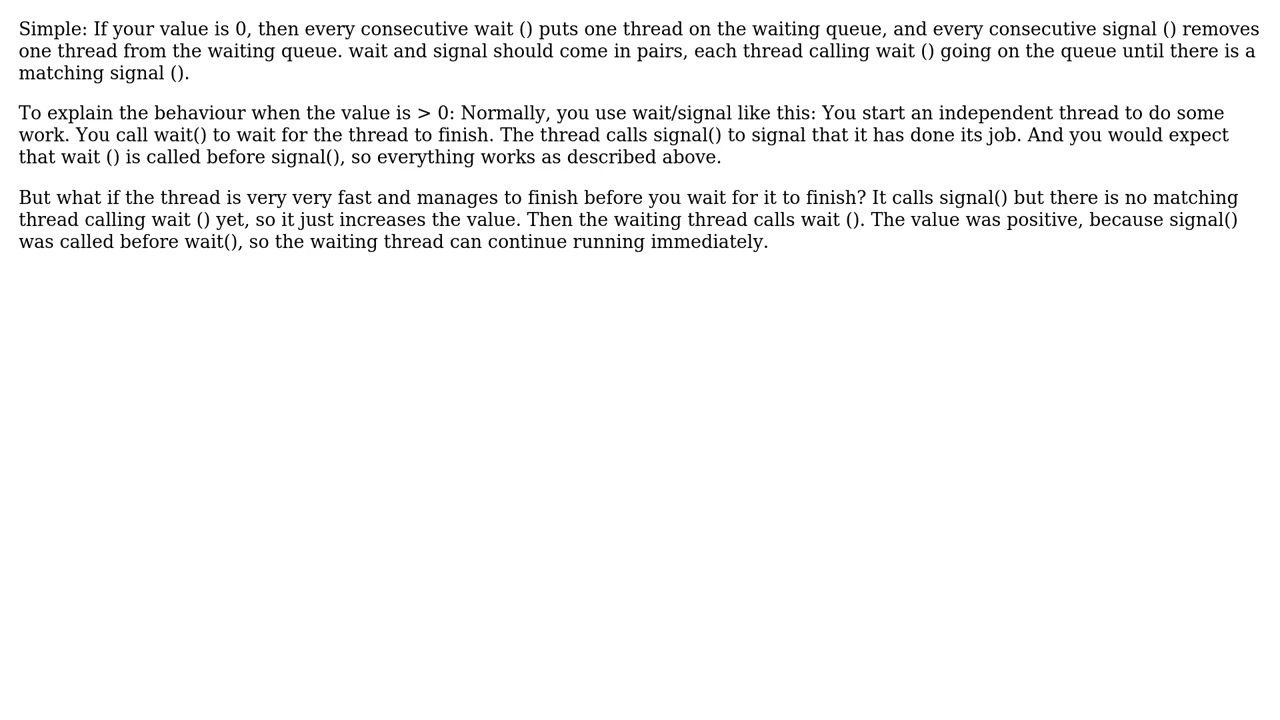 Simple: If your value is 0, then every consecutive wait () puts one thread on the waiting queue, and every consecutive signal () removes
one thread from the waiting queue. wait and signal should come in pairs, each thread calling wait () going on the queue until there is a
matching signal ().
To explain the behaviour when the value is > 0: Normally, you use wait/signal like this: You start an independent thread to do some
work. You call wait() to wait for the thread to finish. The thread calls signal() to signal that it has done its job. And you would expect
that wait () is called before signal(), so everything works as described above.
But what if the thread is very very fast and manages to finish before you wait for it to finish? It calls signal() but there is no matching
thread calling wait () yet, so it just increases the value. Then the waiting thread calls wait (). The value was positive, because signal()
was called before wait(), so the waiting thread can continue running immediately.